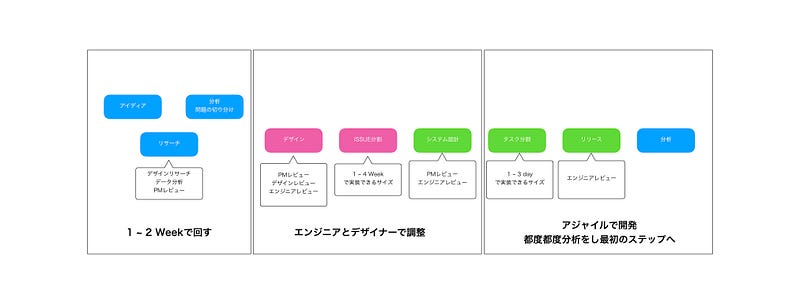 アイディア
分析
問題の切り分け
リサーチ
デザインリサーチ
データ分析
PMレビュー
1 ~ 2 Weekで回す
デザイン
PMレビュー
デザインレビュー
エンジニアレビュー
ISSUE分割
1 ~ 4 Week
で実装できるサイズ
システム設計
PMレビュー
エンジニアレビュー
エンジニアとデザイナーで調整
タスク分割
1 ~ 3 day
で実装できるサイズ
リリース
エンジニアレビュー
分析
アジャイルで開発
都度都度分析をし最初のステップへ